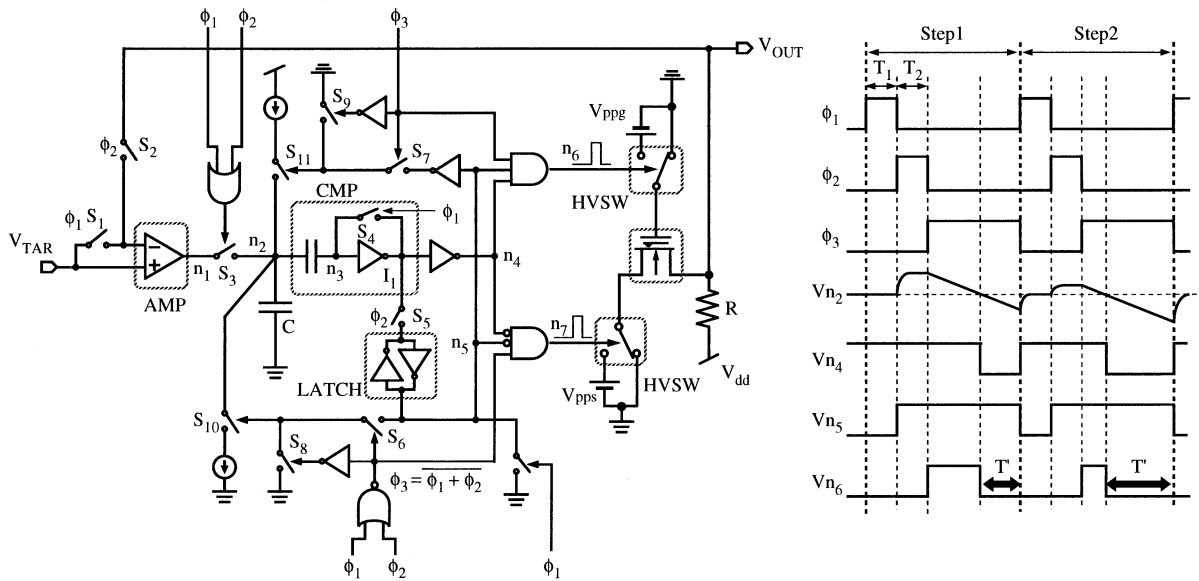 ϕ1 ϕ2 ϕ3
VOUT
S9
Vppg
n6
HVSW
ϕ2 S2
S11
S7
CMP
ϕ1
S4
VTAR
ϕ1 S1
−
+
AMP
n1
S3
n2
n3
I1
n4
C
ϕ2 S5
n5
n7
R
LATCH
Vpps
HVSW
Vdd
S10
S8
S6
ϕ3 = \overline{ϕ1 + ϕ2}
ϕ1 ϕ2 ϕ1
Step1 Step2
T1 T2
ϕ1
ϕ2
ϕ3
Vn2
Vn4
Vn5
T' T'
Vn6